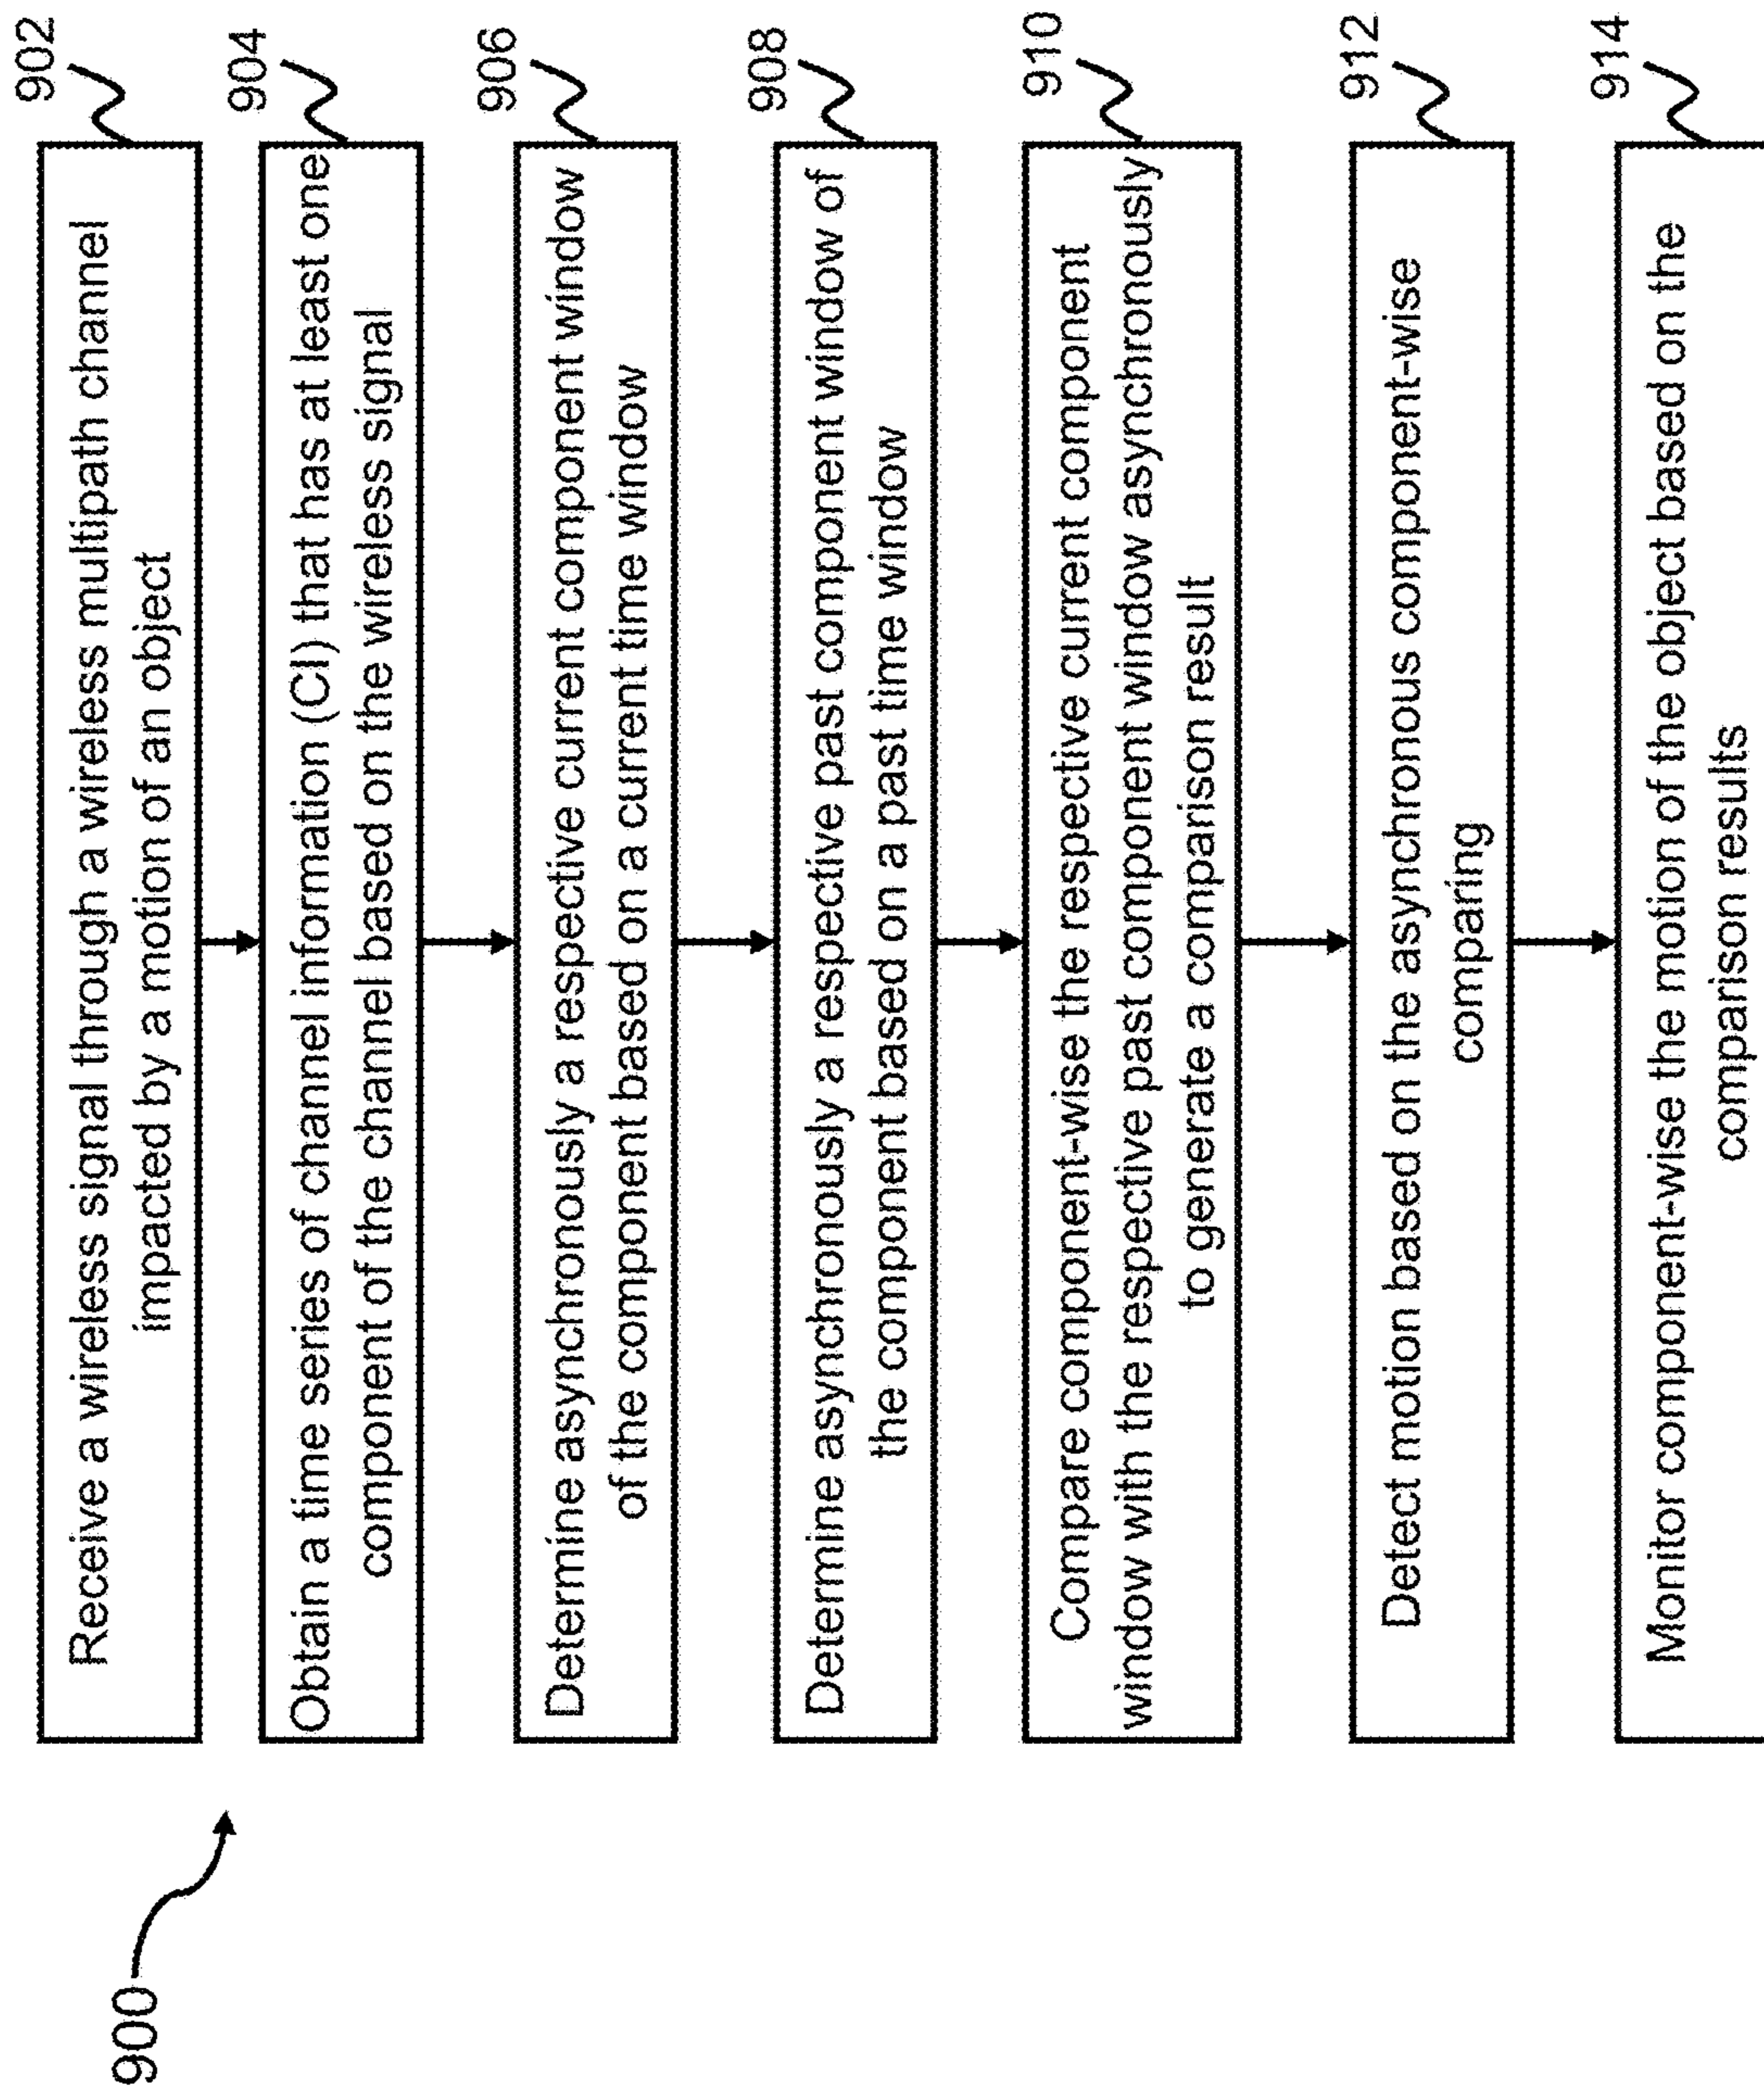 900
902
Receive a wireless signal through a wireless multipath channel
impacted by a motion of an object
904
Obtain a time series of channel information (CI) that has at least one
component of the channel based on the wireless signal
906
Determine asynchronously a respective current component window
of the component based on a current time window
908
Determine asynchronously a respective past component window of
the component based on a past time window
910
Compare component-wise the respective current component
window with the respective past component window asynchronously
to generate a comparison result
912
Detect motion based on the asynchronous component-wise
comparing
914
Monitor component-wise the motion of the object based on the
comparison results